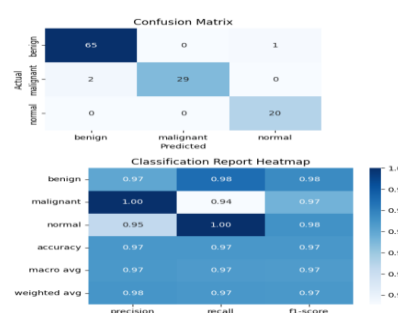 Confusion Matrix
Actual
benign 65 0 1
malignant 2 29 0
normal 0 0 20
benign malignant normal
Predicted
Classification Report Heatmap
benign 0.97 0.98 0.98
malignant 1.00 0.94 0.97
normal 0.95 1.00 0.98
accuracy 0.97 0.97 0.97
macro avg 0.97 0.97 0.97
weighted avg 0.98 0.97 0.97
precision recall f1-score